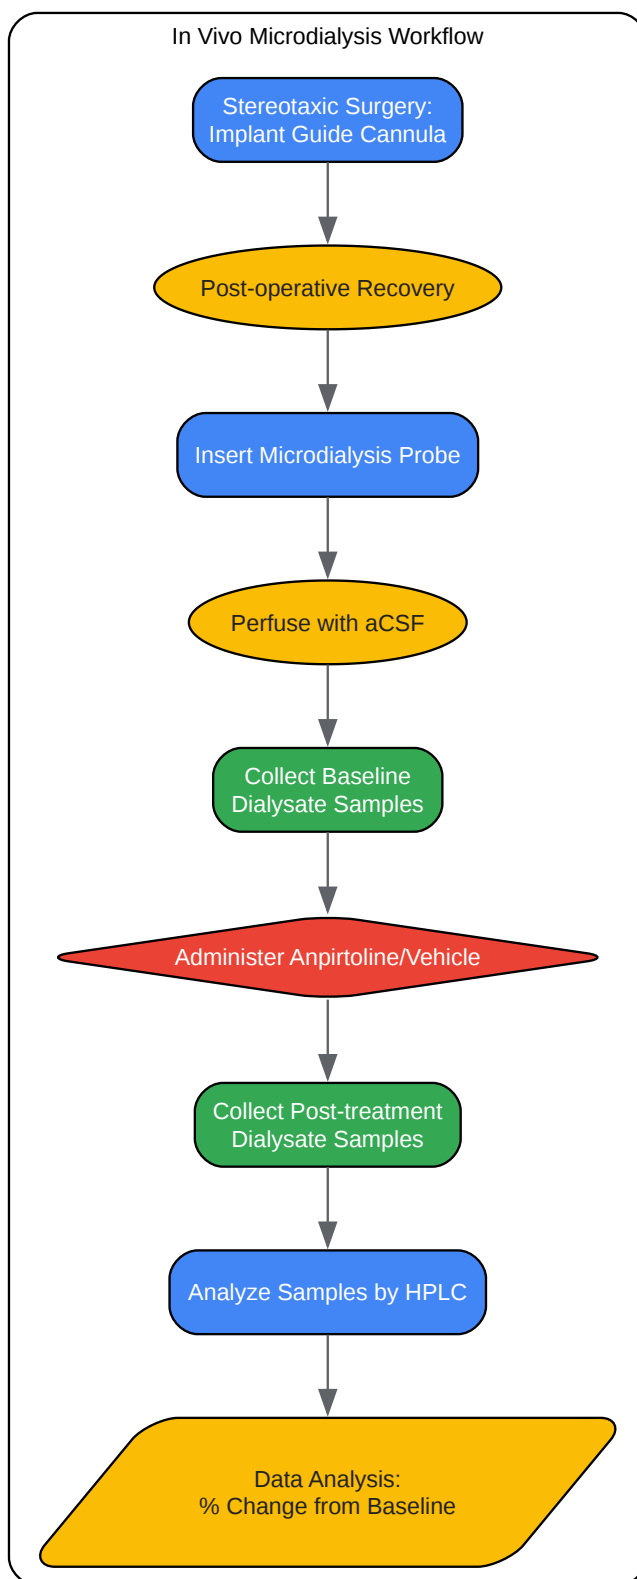 In Vivo Microdialysis Workflow
Stereotaxic Surgery:
Implant Guide Cannula
Post-operative Recovery
Insert Microdialysis Probe
Perfuse with aCSF
Collect Baseline
Dialysate Samples
Administer Anpirtoline/Vehicle
Collect Post-treatment
Dialysate Samples
Analyze Samples by HPLC
Data Analysis:
% Change from Baseline